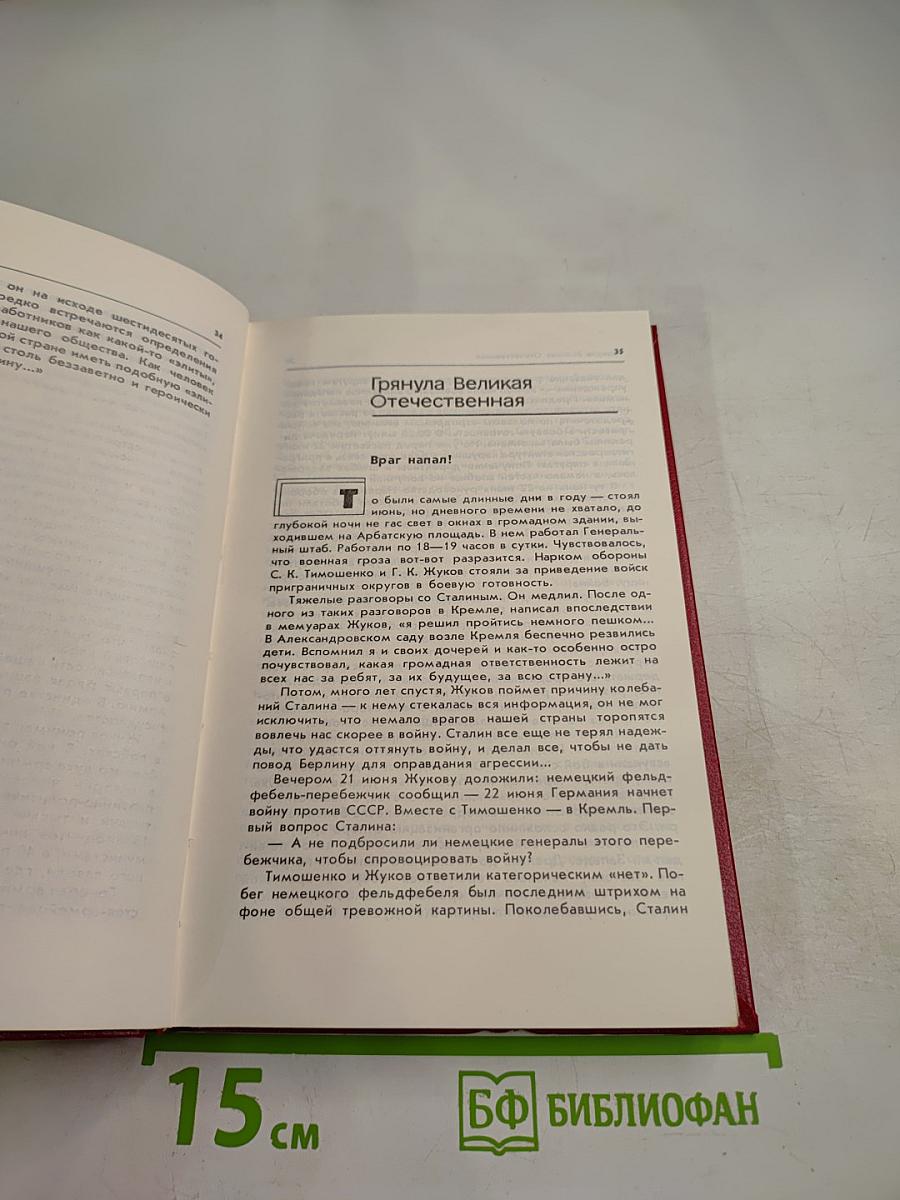 34
он на исходе шестидесятых го-
редко встречаются определения
работников как какой-то «элиты»,
нашего общества. Как человек
ой стране иметь подобную «эли-
столь беззаветно и героически
ину...»
35
Грянула Великая
Отечественная
Враг напал!
То были самые длинные дни в году — стоял
июнь, но дневного времени не хватало, до
глубокой ночи не гас свет в окнах в громадном здании, вы-
ходившем на Арбатскую площадь. В нем работал Генераль-
ный штаб. Работали по 18—19 часов в сутки. Чувствовалось,
что военная гроза вот-вот разразится. Нарком обороны
С. К. Тимошенко и Г. К. Жуков стояли за приведение войск
приграничных округов в боевую готовность.
Тяжелые разговоры со Сталиным. Он медлил. После од-
ного из таких разговоров в Кремле, написал впоследствии
в мемуарах Жуков, «я решил пройтись немного пешком...
В Александровском саду возле Кремля беспечно резвились
дети. Вспомнил я и своих дочерей и как-то особенно остро
почувствовал, какая громадная ответственность лежит на
всех нас за ребят, за их будущее, за всю страну...»
Потом, много лет спустя, Жуков поймет причину колеба-
ний Сталина — к нему стекалась вся информация, он не мог
исключить, что немало врагов нашей страны торопятся
вовлечь нас скорее в войну. Сталин все еще не терял надеж-
ды, что удастся оттянуть войну, и делал все, чтобы не дать
повод Берлину для оправдания агрессии...
Вечером 21 июня Жукову доложили: немецкий фельд-
фебель-перебежчик сообщил — 22 июня Германия начнет
войну против СССР. Вместе с Тимошенко — в Кремль. Пер-
вый вопрос Сталина:
— А не подбросили ли немецкие генералы этого пере-
бежчика, чтобы спровоцировать войну?
Тимошенко и Жуков ответили категорическим «нет». По-
бег немецкого фельдфебеля был последним штрихом на
фоне общей тревожной картины. Поколебавшись, Сталин
15 см
БФ БИБЛИОФАН